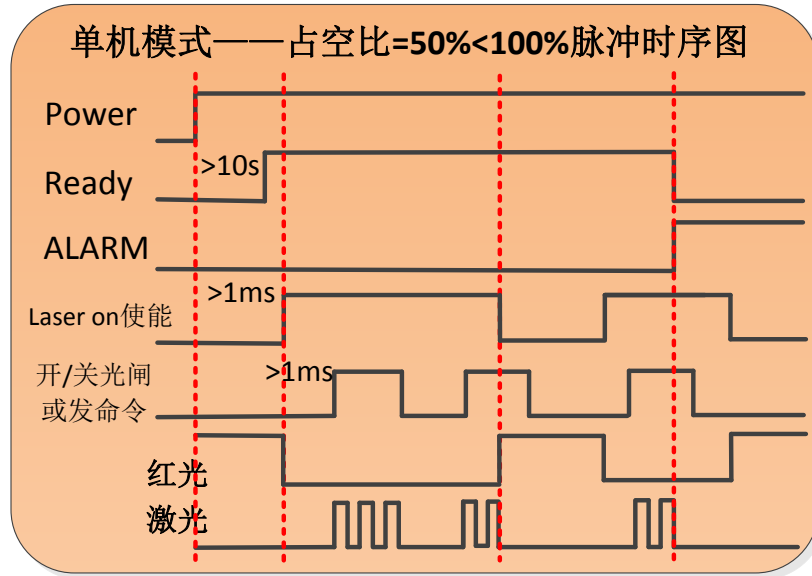 单机模式——占空比=50%<100%脉冲时序图
Power
>10s
Ready
ALARM
>1ms
Laser on使能
>1ms
开/关光闸
或发命令
红光
激光